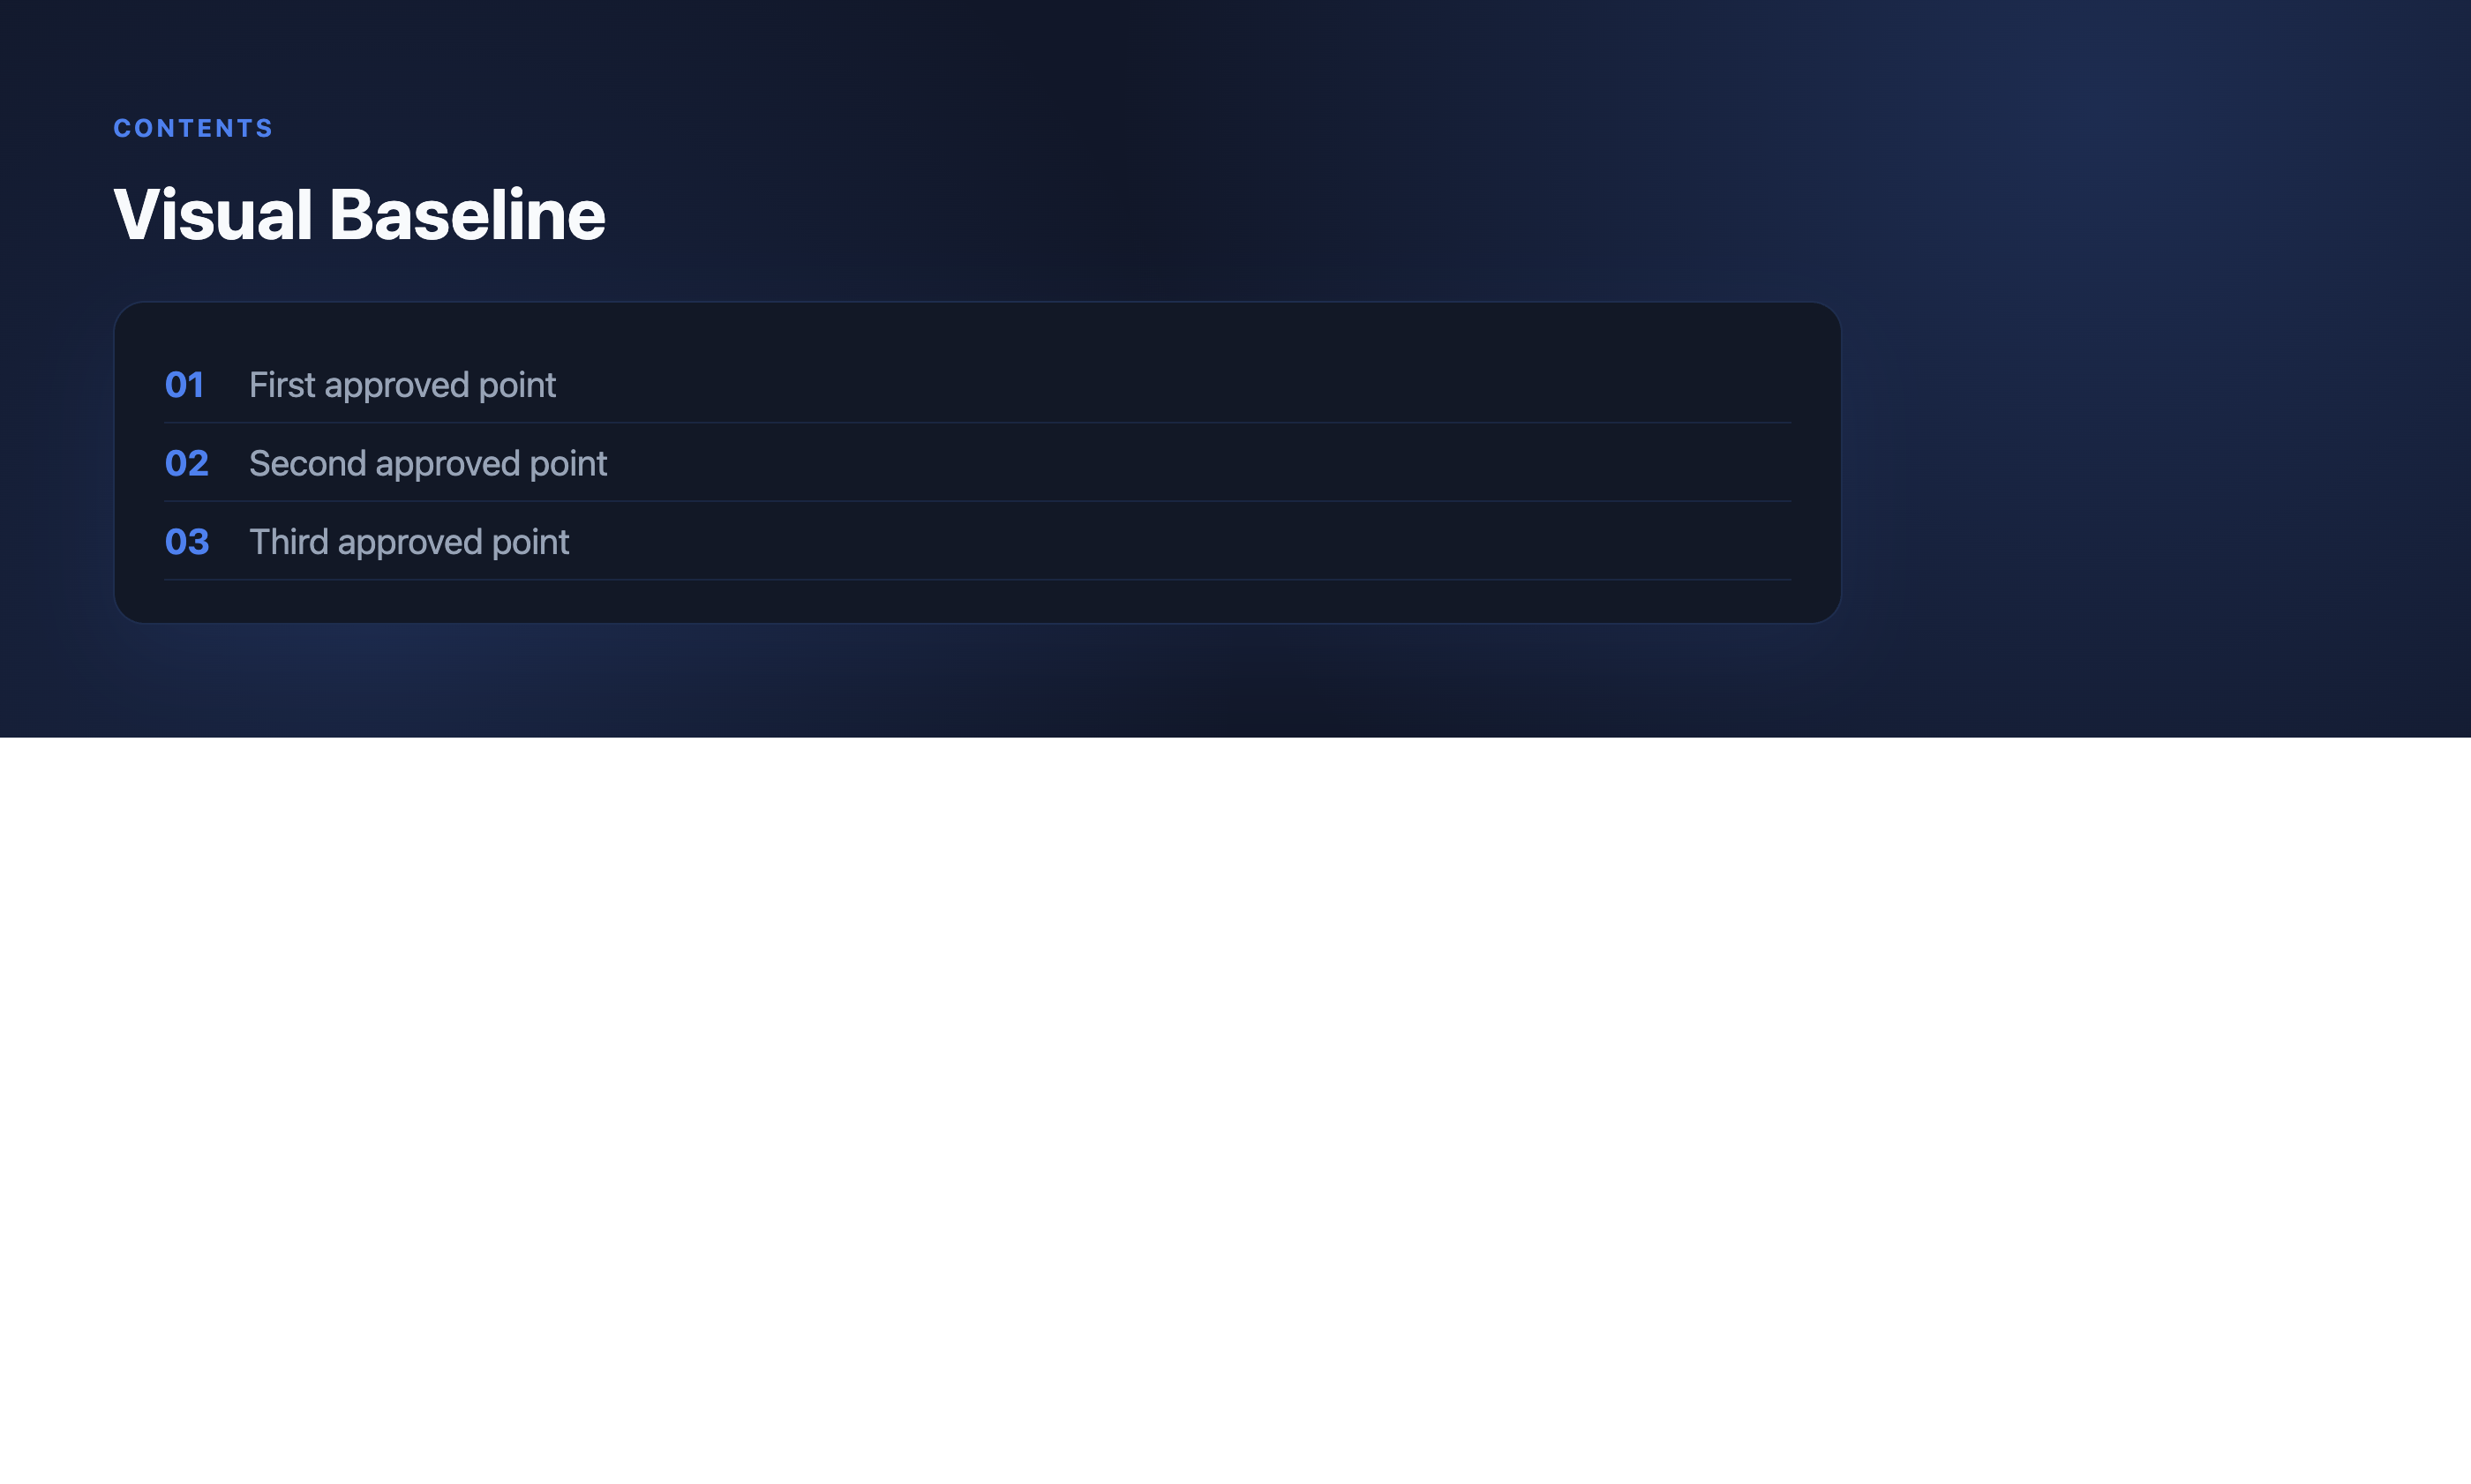 CONTENTS
Visual Baseline
01 First approved point
02 Second approved point
03 Third approved point